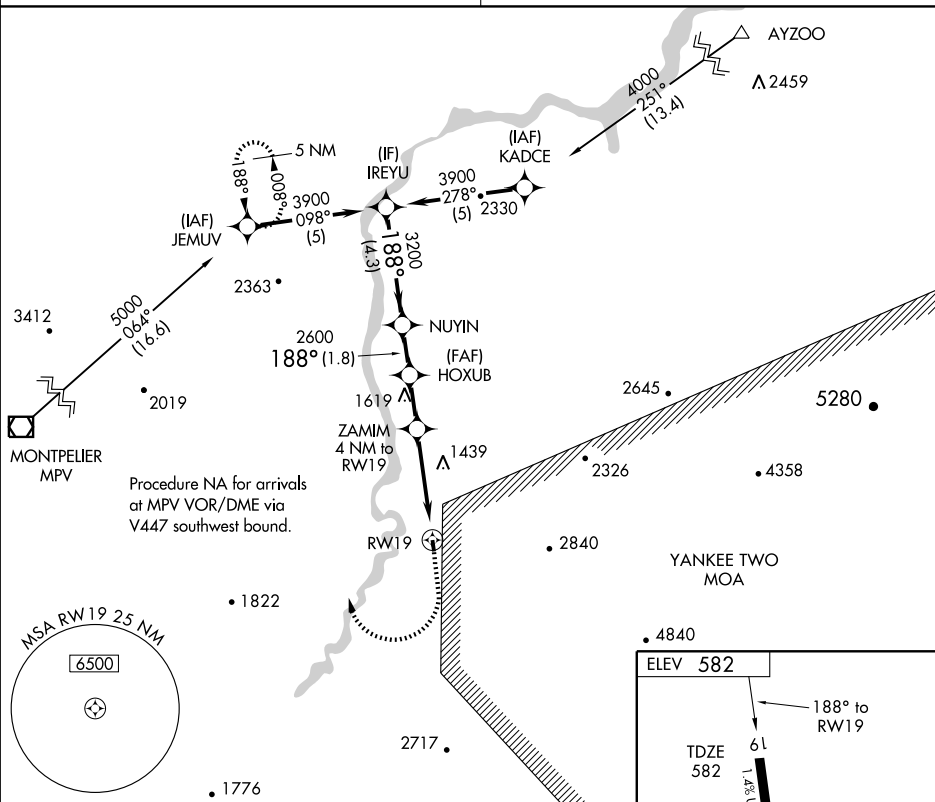 AYZOO
2459
4000
251°
(13.4)
5 NM
(IF)
IREYU
(IAF)
KADCE
188°
008°
3900
098°
(5)
3900
278°
(5)
2330
(IAF)
JEMUV
3200
188°
(4.3)
2363
5000
064°
(16.6)
3412
NUYIN
2600
188° (1.8)
(FAF)
HOXUB
2019
1619
2645
5280
MONTPELIER
MPV
ZAMIM
4 NM to
RW19
1439
2326
4358
Procedure NA for arrivals
at MPV VOR/DME via
V447 southwest bound.
RW19
2840
YANKEE TWO
MOA
1822
MSA RW19 25 NM
6500
4840
ELEV 582
188° to
RW19
19
TDZE
582
1.4%
2717
1776